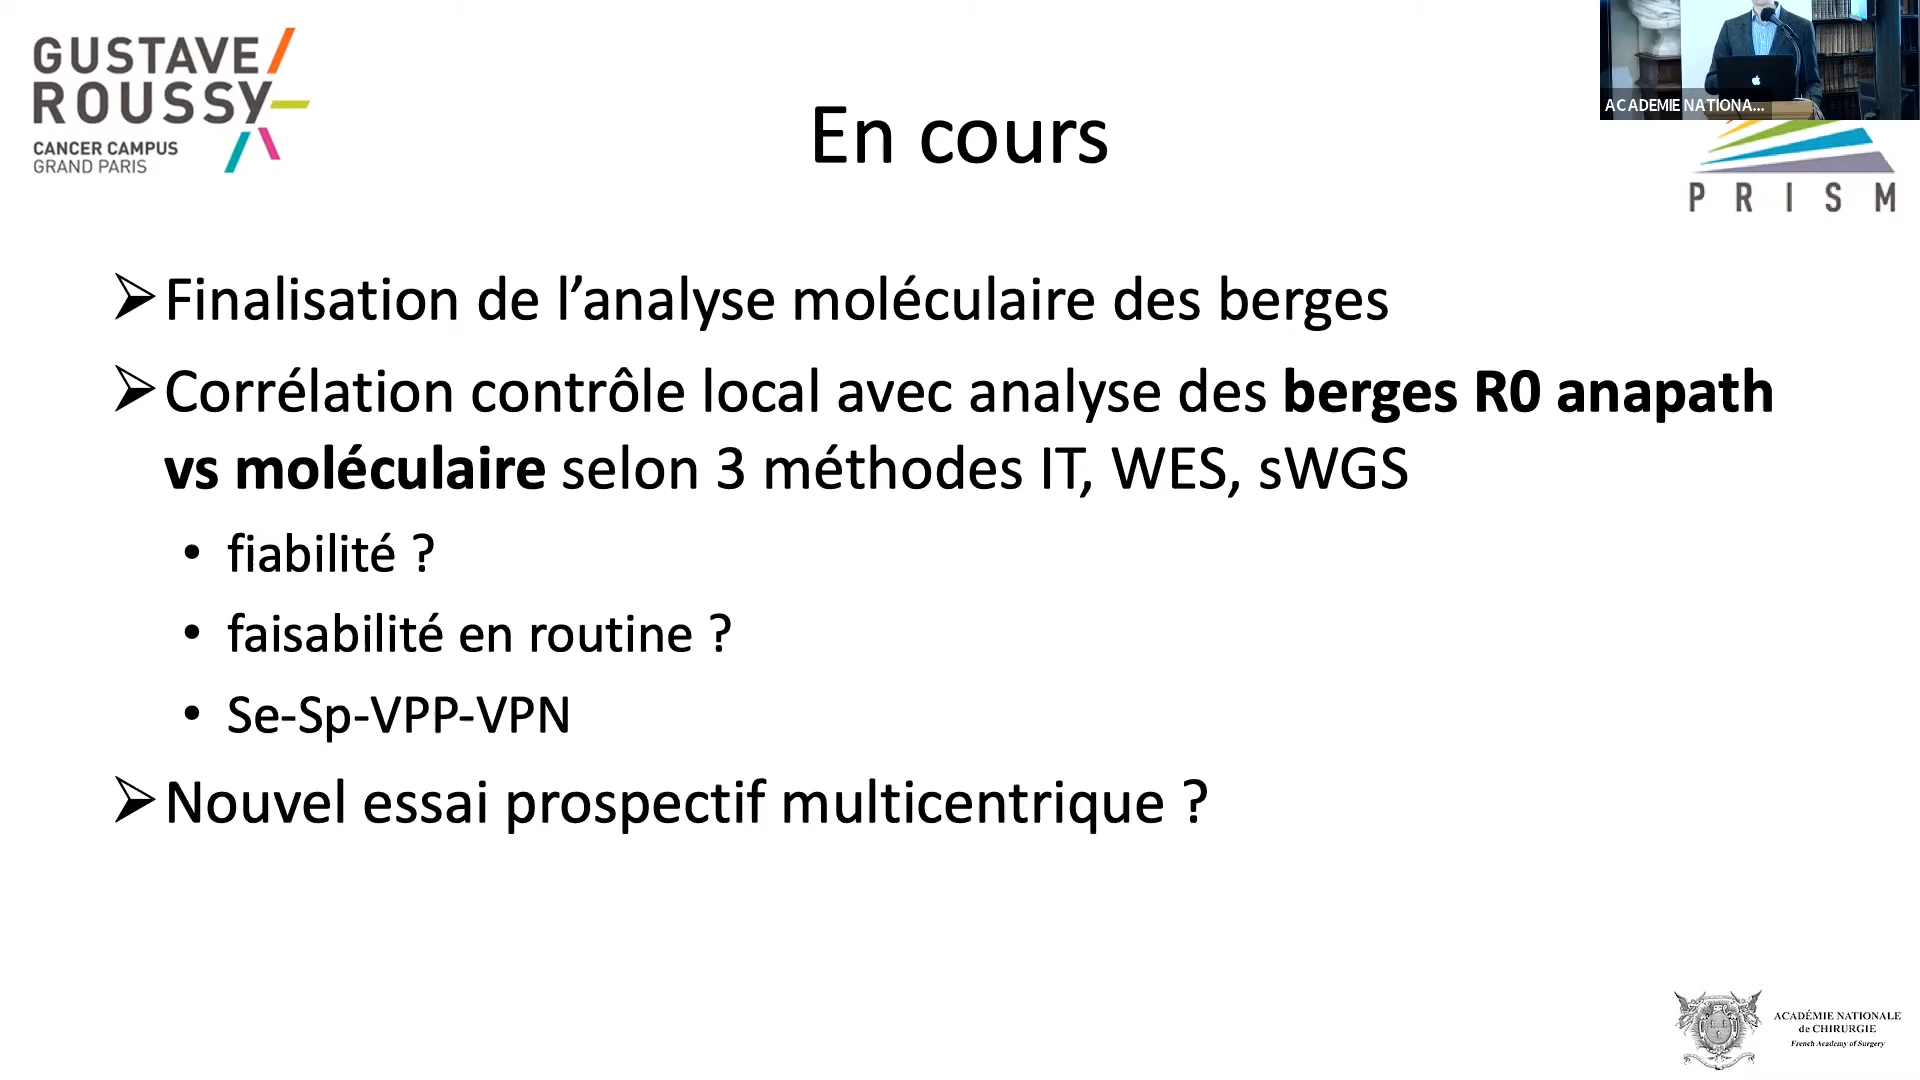 GUSTAVE
ROUSSY
CANCER CAMPUS
GRAND PARIS
En cours
ACADEMIE NATIONA...
PRISM
➢Finalisation de l’analyse moléculaire des berges
➢Corrélation contrôle local avec analyse des berges R0 anapath
vs moléculaire selon 3 méthodes IT, WES, sWGS
• fiabilité ?
• faisabilité en routine ?
• Se-Sp-VPP-VPN
➢Nouvel essai prospectif multicentrique ?
ACADÉMIE NATIONALE
de CHIRURGIE
French Academy of Surgery